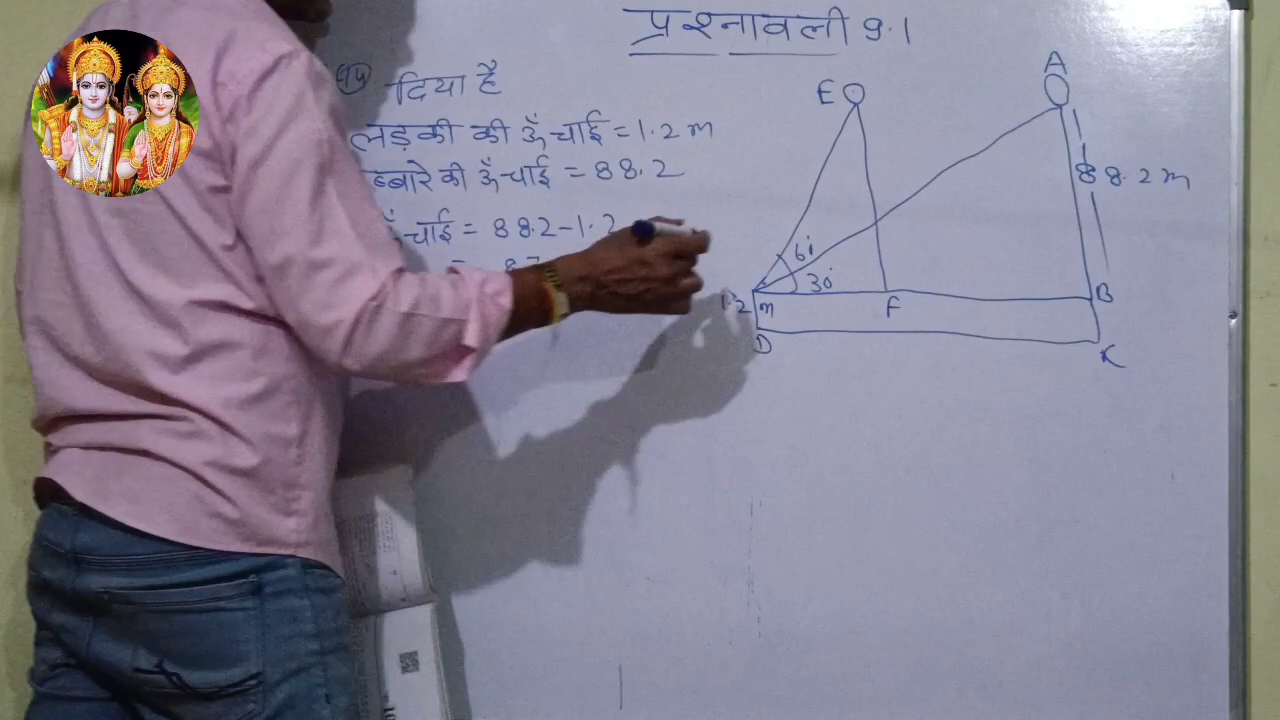 प्रश्नावली 9.1
दिया है
लड़की की ऊँचाई = 1.2 m
ब्बारे की ऊँचाई = 88.2
ँचाई = 88.2 - 1.2
= 87
E
A
88.2 m
60°
30°
1.2 m
F
B
D
K